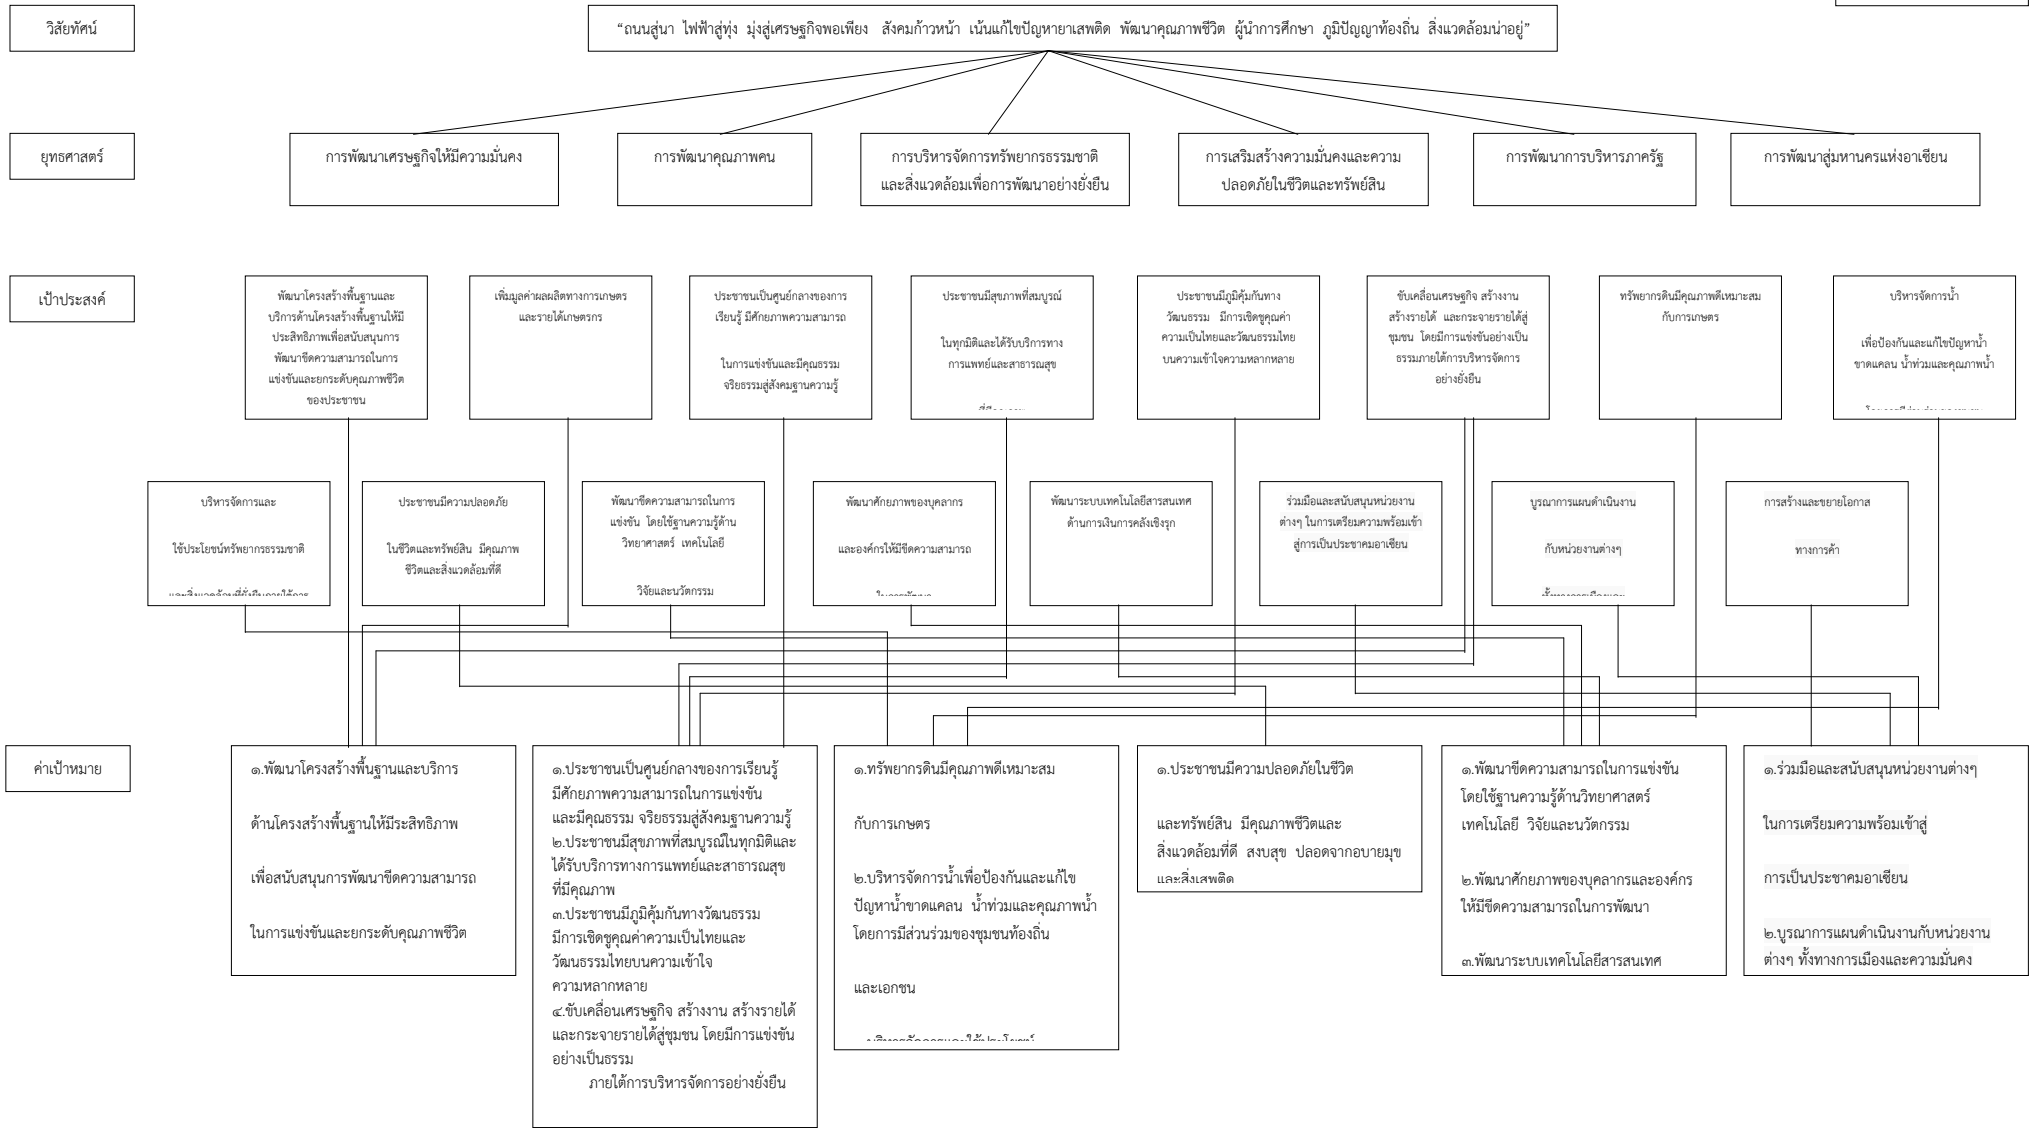 วิสัยทัศน์
“ถนนสู่นา ไฟฟ้าสู่ทุ่ง มุ่งสู่เศรษฐกิจพอเพียง สังคมก้าวหน้า เน้นแก้ไขปัญหายาเสพติด พัฒนาคุณภาพชีวิต ผู้นำการศึกษา ภูมิปัญญาท้องถิ่น สิ่งแวดล้อมน่าอยู่”
ยุทธศาสตร์
การพัฒนาเศรษฐกิจให้มีความมั่นคง
การพัฒนาคุณภาพคน
การบริหารจัดการทรัพยากรธรรมชาติ
และสิ่งแวดล้อมเพื่อการพัฒนาอย่างยั่งยืน
การเสริมสร้างความมั่นคงและความ
ปลอดภัยในชีวิตและทรัพย์สิน
การพัฒนาการบริหารภาครัฐ
การพัฒนาสู่มหานครแห่งอาเซียน
เป้าประสงค์
พัฒนาโครงสร้างพื้นฐานและ
บริการด้านโครงสร้างพื้นฐานให้มี
ประสิทธิภาพเพื่อสนับสนุนการ
พัฒนาขีดความสามารถในการ
แข่งขันและยกระดับคุณภาพชีวิต
ของประชาชน
เพิ่มมูลค่าผลผลิตทางการเกษตร
และรายได้เกษตรกร
ประชาชนเป็นศูนย์กลางของการ
เรียนรู้ มีศักยภาพความสามารถ
ในการแข่งขันและมีคุณธรรม
จริยธรรมสู่สังคมฐานความรู้
ประชาชนมีสุขภาพที่สมบูรณ์
ในทุกมิติและได้รับบริการทาง
การแพทย์และสาธารณสุข
ประชาชนมีภูมิคุ้มกันทาง
วัฒนธรรม มีการเชิดชูคุณค่า
ความเป็นไทยและวัฒนธรรมไทย
บนความเข้าใจความหลากหลาย
ขับเคลื่อนเศรษฐกิจ สร้างงาน
สร้างรายได้ และกระจายรายได้สู่
ชุมชน โดยมีการแข่งขันอย่างเป็น
ธรรมภายใต้การบริหารจัดการ
อย่างยั่งยืน
ทรัพยากรดินมีคุณภาพดีเหมาะสม
กับการเกษตร
บริหารจัดการน้ำ
เพื่อป้องกันและแก้ไขปัญหาน้ำ
ขาดแคลน น้ำท่วมและคุณภาพน้ำ
บริหารจัดการและ
ใช้ประโยชน์ทรัพยากรธรรมชาติ
และสิ่งแวดล้อมที่ยั่งยืนภายใต้การ
ประชาชนมีความปลอดภัย
ในชีวิตและทรัพย์สิน มีคุณภาพ
ชีวิตและสิ่งแวดล้อมที่ดี
พัฒนาขีดความสามารถในการ
แข่งขัน โดยใช้ฐานความรู้ด้าน
วิทยาศาสตร์ เทคโนโลยี
วิจัยและนวัตกรรม
พัฒนาศักยภาพของบุคลากร
และองค์กรให้มีขีดความสามารถ
ในการพัฒนา
พัฒนาระบบเทคโนโลยีสารสนเทศ
ด้านการเงินการคลังเชิงรุก
ร่วมมือและสนับสนุนหน่วยงาน
ต่างๆ ในการเตรียมความพร้อมเข้า
สู่การเป็นประชาคมอาเซียน
บูรณาการแผนดำเนินงาน
กับหน่วยงานต่างๆ
ทั้งทางการเมืองและ
การสร้างและขยายโอกาส
ทางการค้า
ค่าเป้าหมาย
๑.พัฒนาโครงสร้างพื้นฐานและบริการ
ด้านโครงสร้างพื้นฐานให้มีระสิทธิภาพ
เพื่อสนับสนุนการพัฒนาขีดความสามารถ
ในการแข่งขันและยกระดับคุณภาพชีวิต
๑.ประชาชนเป็นศูนย์กลางของการเรียนรู้
มีศักยภาพความสามารถในการแข่งขัน
และมีคุณธรรม จริยธรรมสู่สังคมฐานความรู้
๒.ประชาชนมีสุขภาพที่สมบูรณ์ในทุกมิติและ
ได้รับบริการทางการแพทย์และสาธารณสุข
ที่มีคุณภาพ
๓.ประชาชนมีภูมิคุ้มกันทางวัฒนธรรม
มีการเชิดชูคุณค่าความเป็นไทยและ
วัฒนธรรมไทยบนความเข้าใจ
ความหลากหลาย
๔.ขับเคลื่อนเศรษฐกิจ สร้างงาน สร้างรายได้
และกระจายรายได้สู่ชุมชน โดยมีการแข่งขัน
อย่างเป็นธรรม
ภายใต้การบริหารจัดการอย่างยั่งยืน
๑.ทรัพยากรดินมีคุณภาพดีเหมาะสม
กับการเกษตร
๒.บริหารจัดการน้ำเพื่อป้องกันและแก้ไข
ปัญหาน้ำขาดแคลน น้ำท่วมและคุณภาพน้ำ
โดยการมีส่วนร่วมของชุมชนท้องถิ่น
และเอกชน
บริหารจัดการและใช้ประโยชน์
๑.ประชาชนมีความปลอดภัยในชีวิต
และทรัพย์สิน มีคุณภาพชีวิตและ
สิ่งแวดล้อมที่ดี สงบสุข ปลอดจากอบายมุข
และสิ่งเสพติด
๑.พัฒนาขีดความสามารถในการแข่งขัน
โดยใช้ฐานความรู้ด้านวิทยาศาสตร์
เทคโนโลยี วิจัยและนวัตกรรม
๒.พัฒนาศักยภาพของบุคลากรและองค์กร
ให้มีขีดความสามารถในการพัฒนา
๓.พัฒนาระบบเทคโนโลยีสารสนเทศ
๑.ร่วมมือและสนับสนุนหน่วยงานต่างๆ
ในการเตรียมความพร้อมเข้าสู่
การเป็นประชาคมอาเซียน
๒.บูรณาการแผนดำเนินงานกับหน่วยงาน
ต่างๆ ทั้งทางการเมืองและความมั่นคง